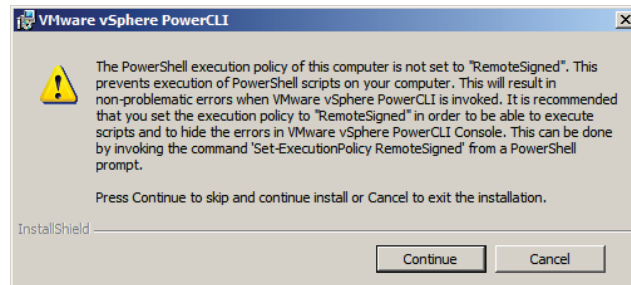 VMware vSphere PowerCLI
The PowerShell execution policy of this computer is not set to "RemoteSigned". This
prevents execution of PowerShell scripts on your computer. This will result in
non-problematic errors when VMware vSphere PowerCLI is invoked. It is recommended
that you set the execution policy to "RemoteSigned" in order to be able to execute
scripts and to hide the errors in VMware vSphere PowerCLI Console. This can be done
by invoking the command 'Set-ExecutionPolicy RemoteSigned' from a PowerShell
prompt.
Press Continue to skip and continue install or Cancel to exit the installation.
InstallShield
Continue Cancel